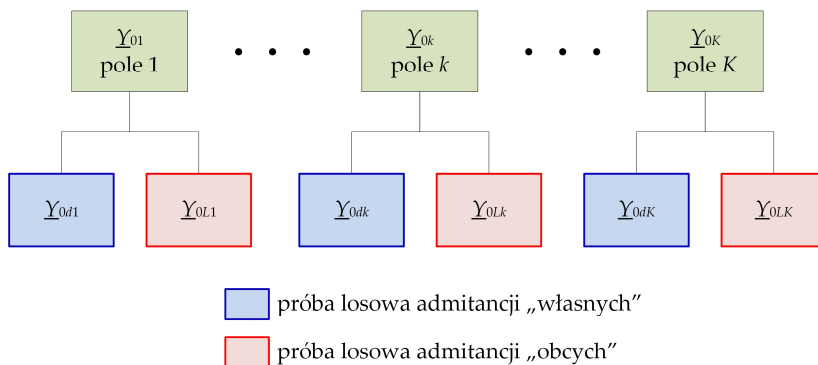 Y01 Y0k Y0K
pole 1 • • • pole k • • • pole K
Y0d1 Y0L1 Y0dk Y0Lk Y0dK Y0LK
próba losowa admitancji „własnych”
próba losowa admitancji „obcych”